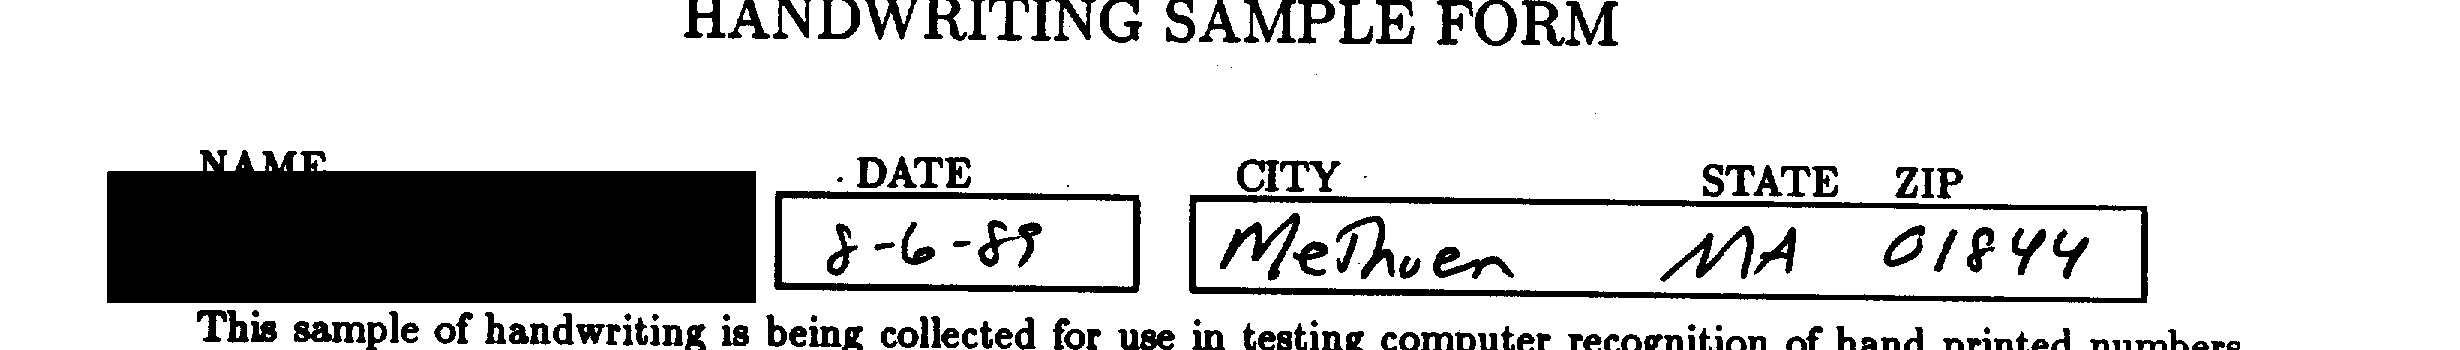 HANDWRITING SAMPLE FORM
NAME DATE CITY STATE ZIP
8-6-89 MeThuen MA 01844
This sample of handwriting is being collected for use in testing computer recognition of hand printed numbers